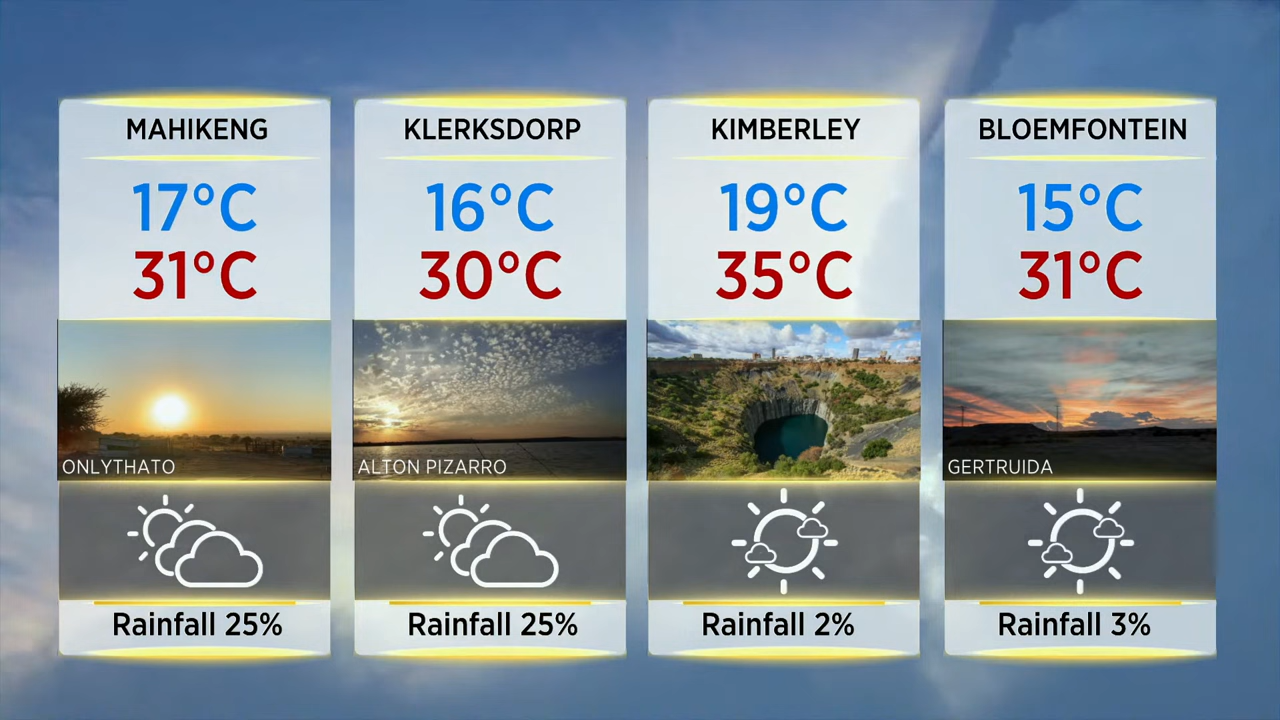 MAHIKENG
17°C
31°C
ONLYTHATO
Rainfall 25%
KLERKSDORP
16°C
30°C
ALTON PIZARRO
Rainfall 25%
KIMBERLEY
19°C
35°C
Rainfall 2%
BLOEMFONTEIN
15°C
31°C
GERTRUIDA
Rainfall 3%